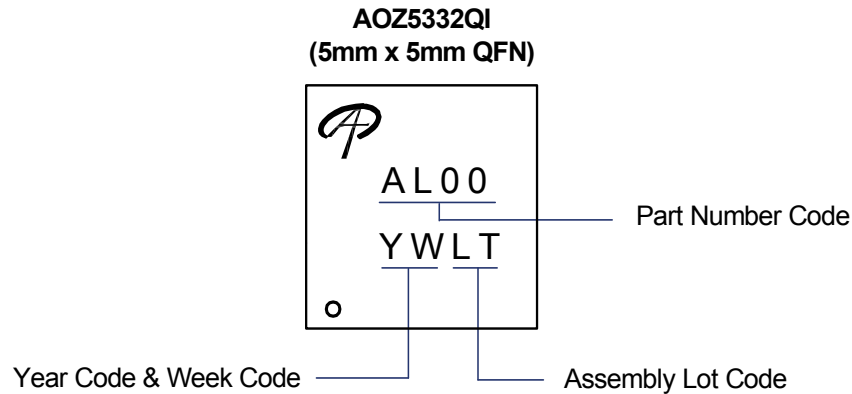 AOZ5332QI
(5mm x 5mm QFN)
AL00
Part Number Code
YWLT
Year Code & Week Code
Assembly Lot Code